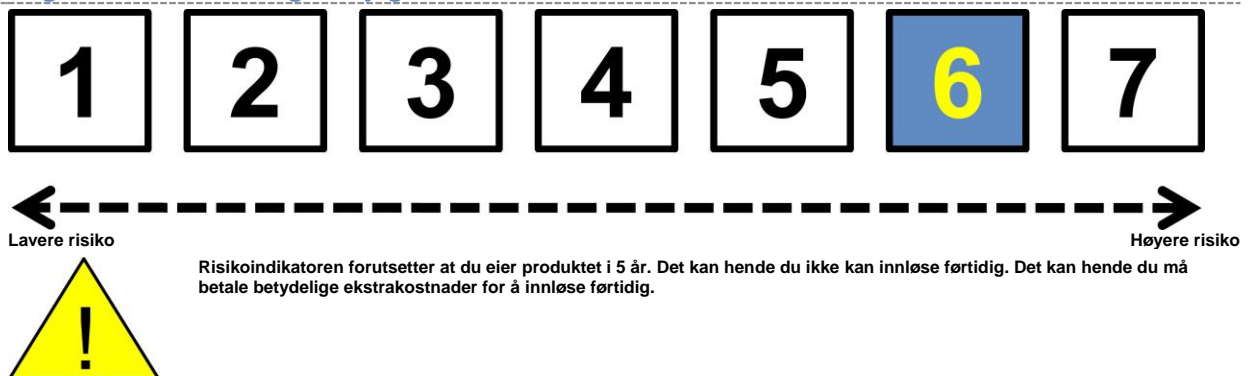 1 2 3 4 5 6 7
Lavere risiko Høyere risiko
Risikoindikatoren forutsetter at du eier produktet i 5 år. Det kan hende du ikke kan innløse førtidig. Det kan hende du må
betale betydelige ekstrakostnader for å innløse førtidig.
!